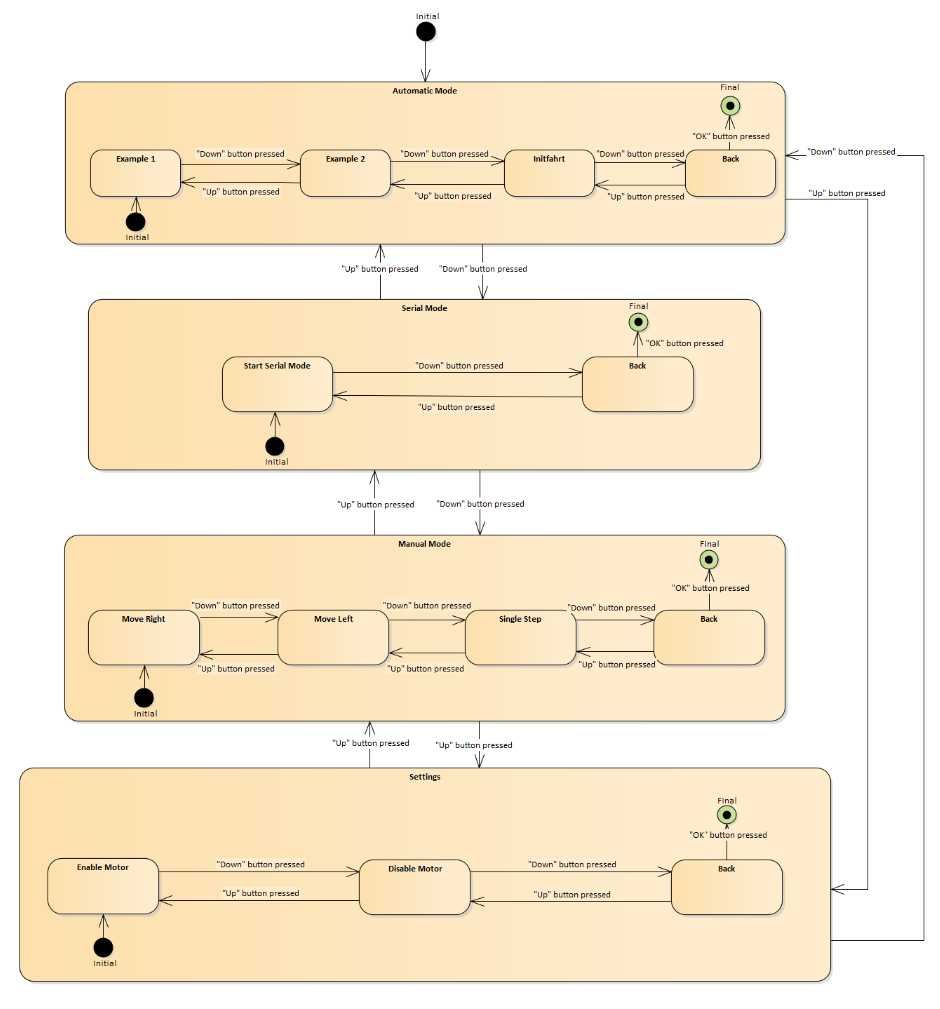 Initial
Automatic Mode
Final
"OK" button pressed
Example 1
"Down" button pressed
Example 2
"Down" button pressed
Initfahrt
"Down" button pressed
Back
"Down" button pressed
"Up" button pressed
"Up" button pressed
"Up" button pressed
"Up" button pressed
Initial
"Up" button pressed
"Down" button pressed
Serial Mode
Final
"OK" button pressed
Start Serial Mode
"Down" button pressed
Back
"Up" button pressed
Initial
"Up" button pressed
"Down" button pressed
Manual Mode
Final
"OK" button pressed
"Down" button pressed
"Down" button pressed
"Down" button pressed
Move Right
Move Left
Single Step
Back
"Up" button pressed
"Up" button pressed
"Up" button pressed
Initial
"Up" button pressed
"Up" button pressed
Settings
Final
"OK" button pressed
Enable Motor
"Down" button pressed
Disable Motor
"Down" button pressed
Back
"Up" button pressed
"Up" button pressed
Initial